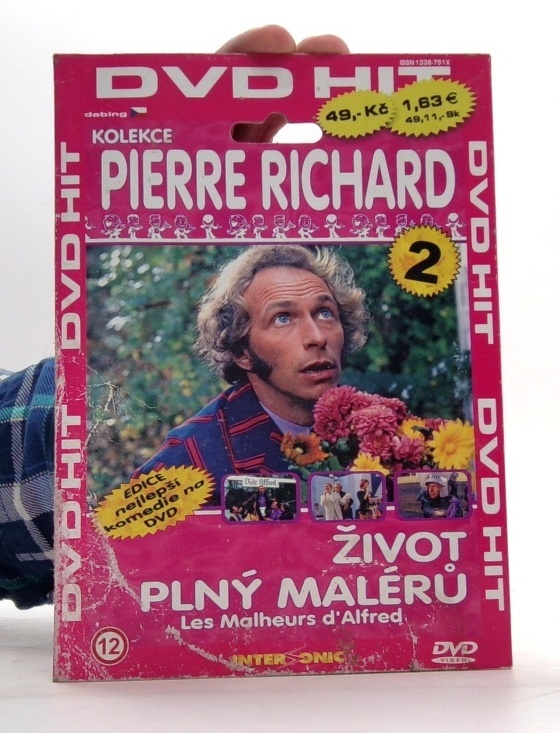 ISSN 1336-761X
DVD HIT
dabing
49,-Kč
1,63 €
49,11,-Sk
KOLEKCE
PIERRE RICHARD
2
DVD HIT
DVD HIT
DVD HIT
DVD HIT
EDICE
nejlepší
komedie na
DVD
ŽIVOT
PLNÝ MALÉRŮ
Les Malheurs d'Alfred
12
INTERSONIC
DVD
VIDEO